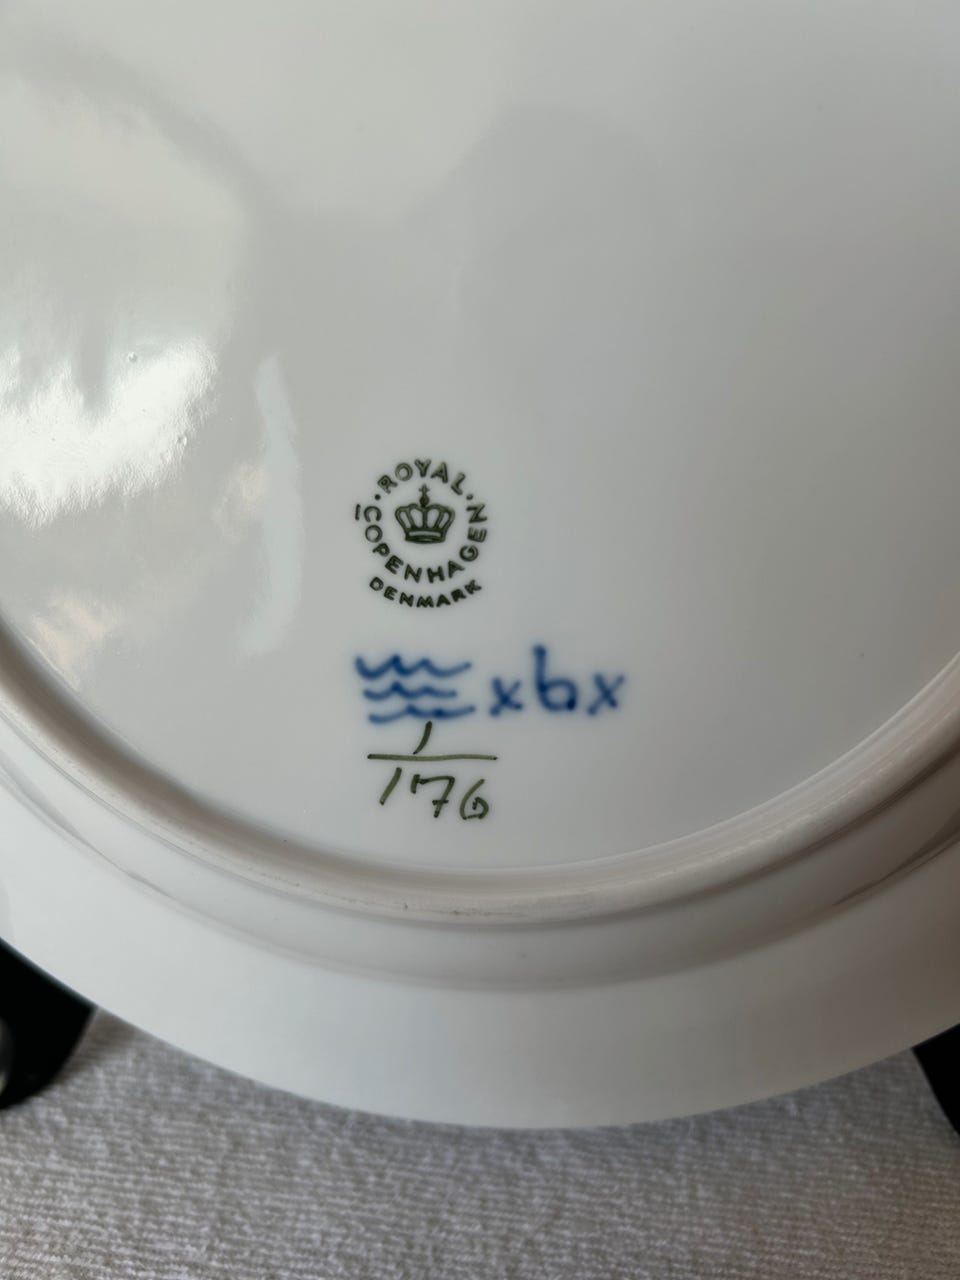 ROYAL
COPENHAGEN
DENMARK
xbx
1
176